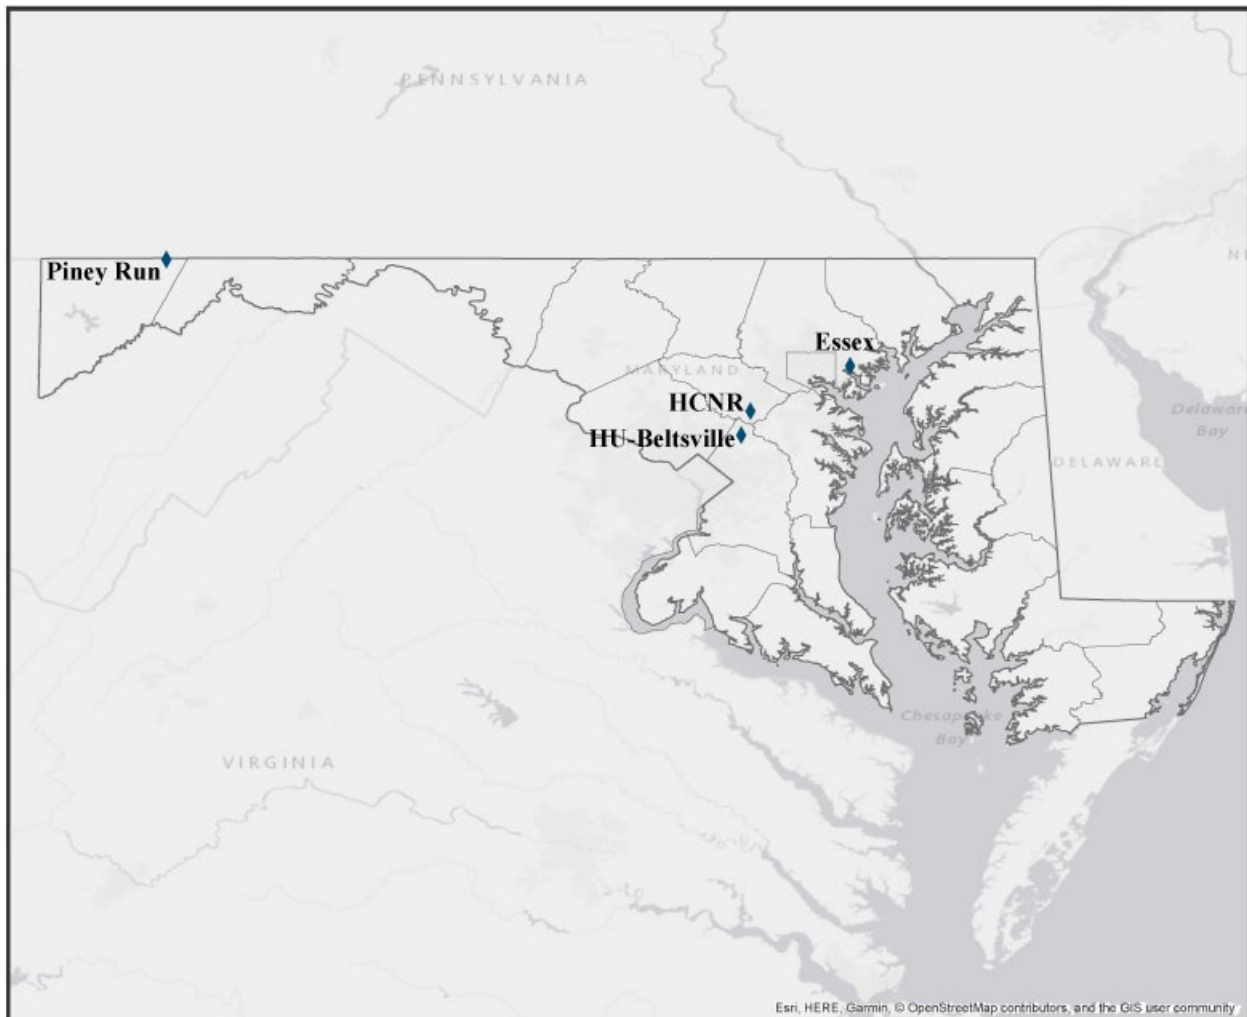 PENNSYLVANIA
NE
Piney Run
Essex
MARYLAND
HCNR
Delaware
Bay
HU-Beltsville
DELAWARE
Chesapeake
Bay
VIRGINIA
Esri, HERE, Garmin, © OpenStreetMap contributors, and the GIS user community